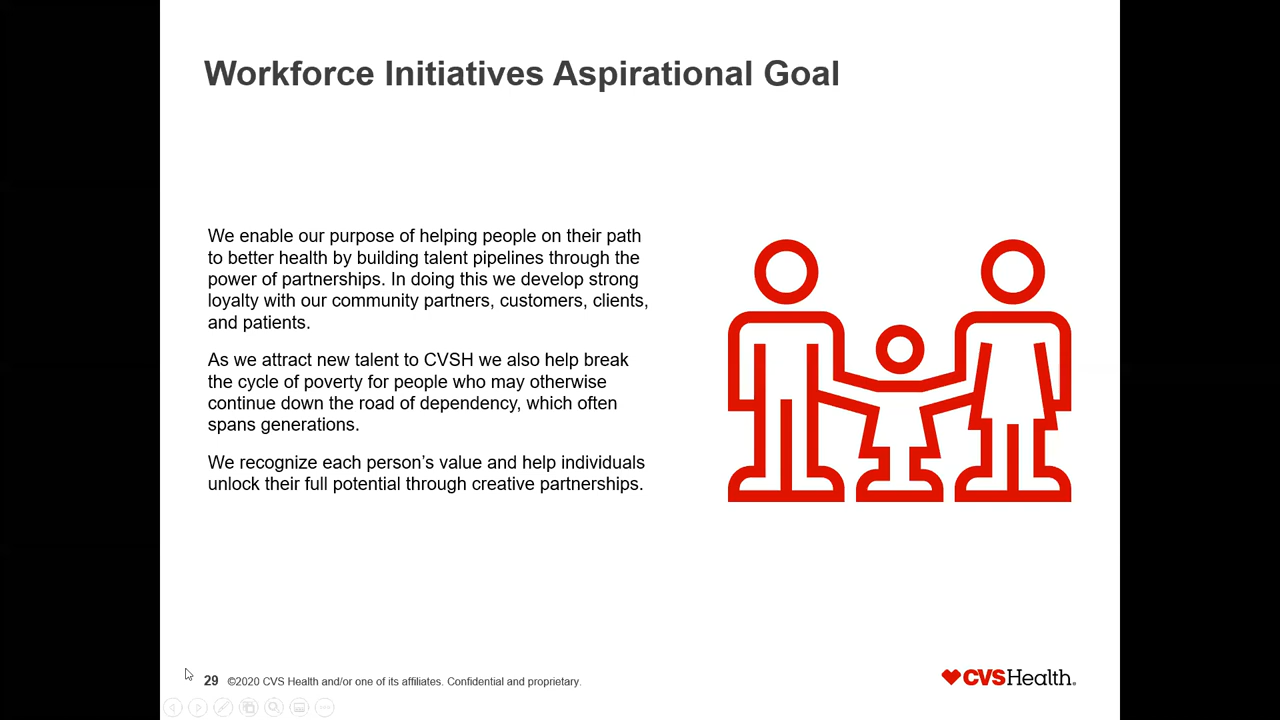 Workforce Initiatives Aspirational Goal
We enable our purpose of helping people on their path
to better health by building talent pipelines through the
power of partnerships. In doing this we develop strong
loyalty with our community partners, customers, clients,
and patients.
As we attract new talent to CVSH we also help break
the cycle of poverty for people who may otherwise
continue down the road of dependency, which often
spans generations.
We recognize each person’s value and help individuals
unlock their full potential through creative partnerships.
29 ©2020 CVS Health and/or one of its affiliates. Confidential and proprietary.
CVSHealth.